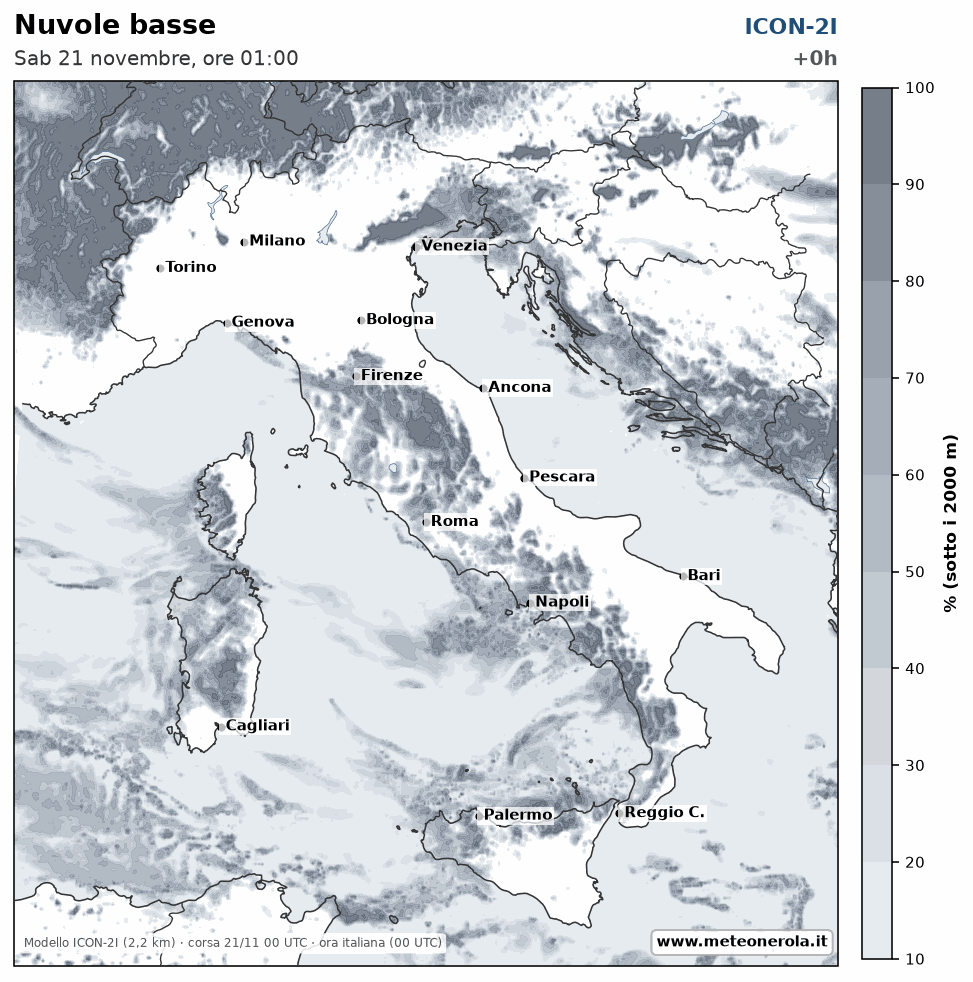 Nuvole basse
ICON-2I
Sab 21 novembre, ore 01:00
+0h
Milano
Venezia
Torino
Genova
Bologna
Firenze
Ancona
Pescara
Roma
Bari
Napoli
Cagliari
Palermo
Reggio C.
Modello ICON-2I (2,2 km) · corsa 21/11 00 UTC · ora italiana (00 UTC)
www.meteonerola.it
100
90
80
70
60
50
40
30
20
10
% (sotto i 2000 m)